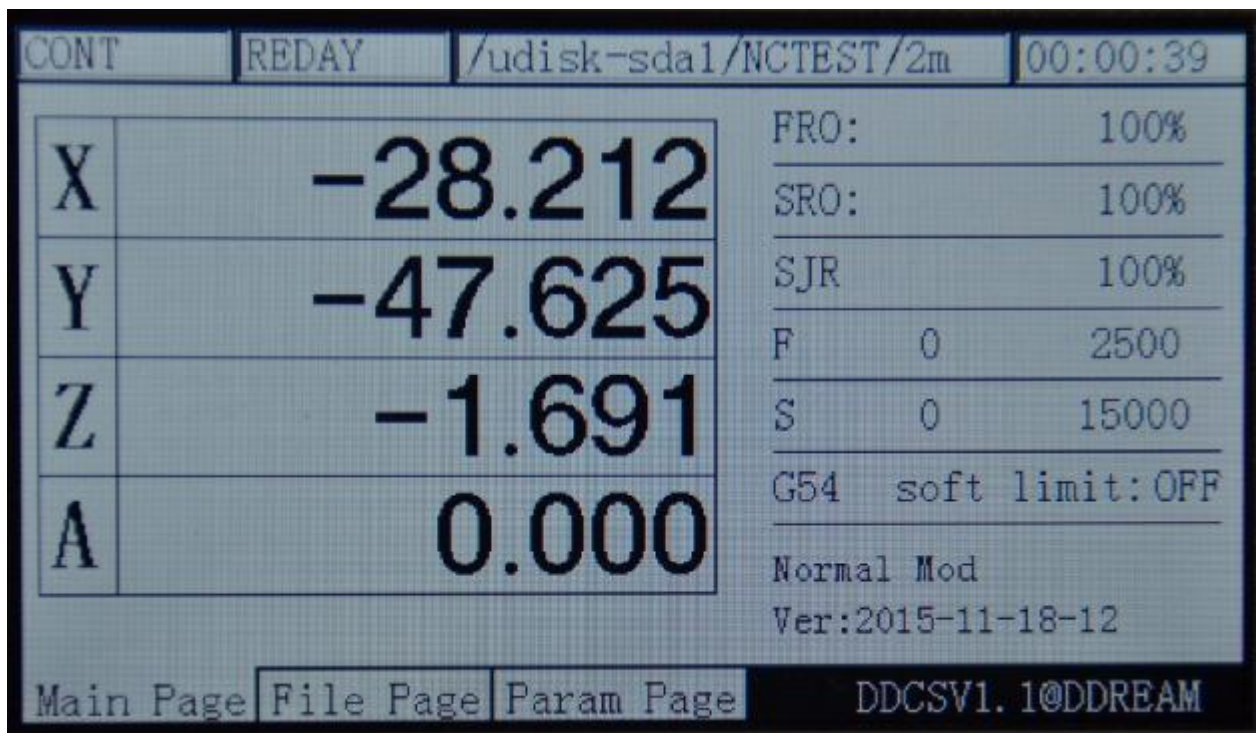 CONT REDAY /udisk-sda1/NCTEST/2m 00:00:39
X -28.212
Y -47.625
Z -1.691
A 0.000
FRO: 100%
SRO: 100%
SJR 100%
F 0 2500
S 0 15000
G54 soft limit:OFF
Normal Mod
Ver:2015-11-18-12
Main Page File Page Param Page DDCSV1.1@DDREAM